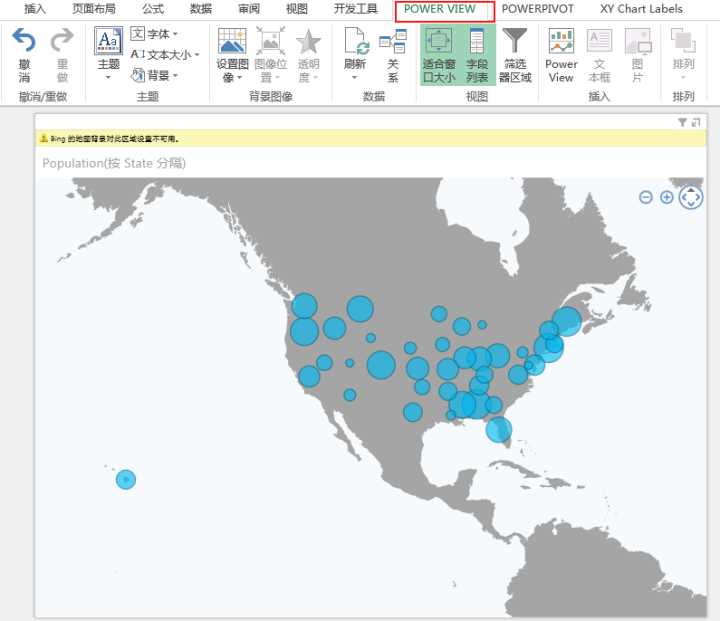 插入 页面布局 公式 数据 审阅 视图 开发工具 POWER VIEW POWERPIVOT XY Chart Labels
撤消
重做
撤消/重做
Aa
主题
文 字体
A 文本大小
背景
主题
设置图像
图像位置
透明度
背景图像
刷新
关系
数据
适合窗口大小
字段列表
筛选器区域
视图
Power View
A
文本框
图片
插入
排列
排列
Bing 的地图背景对此区域设置不可用。
Population(按 State 分隔)